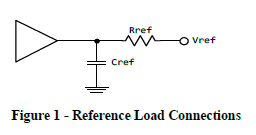 Rref
Vref
Cref
Figure 1 - Reference Load Connections